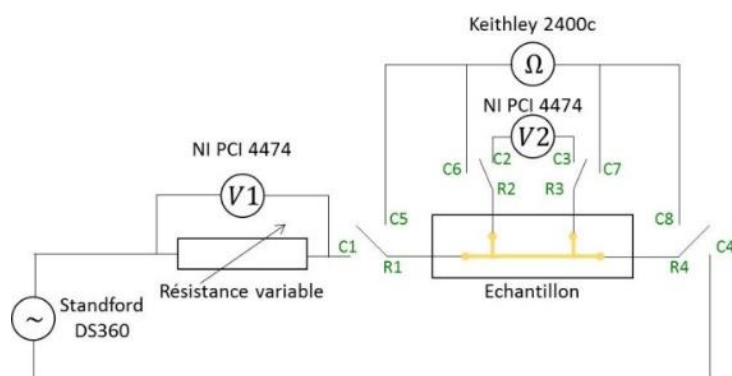 Keithley 2400c
Ω
NI PCI 4474
V2
NI PCI 4474
V1
C6
C2
C3
C7
R2
R3
C5
C8
C1
C4
R1
R4
Résistance variable
Echantillon
Standford
DS360
~